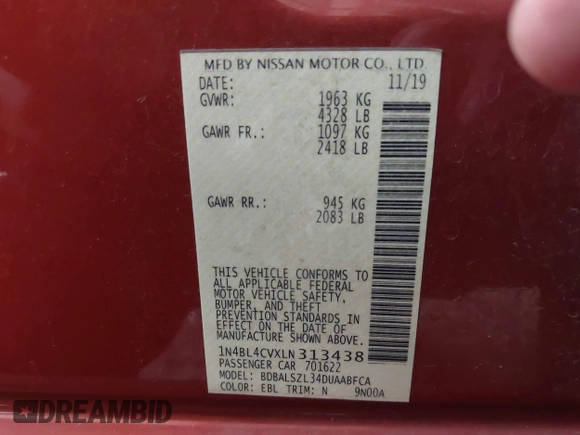 MFD BY NISSAN MOTOR CO., LTD.
DATE: 11/19
GVWR: 1963 KG
4328 LB
GAWR FR.: 1097 KG
2418 LB
GAWR RR.: 945 KG
2083 LB
THIS VEHICLE CONFORMS TO
ALL APPLICABLE FEDERAL
MOTOR VEHICLE SAFETY,
BUMPER, AND THEFT
PREVENTION STANDARDS IN
EFFECT ON THE DATE OF
MANUFACTURE SHOWN ABOVE.
1N4BL4CVXLN313438
PASSENGER CAR 701622
MODEL: BDBALSZL34DUAABFCA
COLOR: EBL TRIM: N 9N00A
DREAMBID